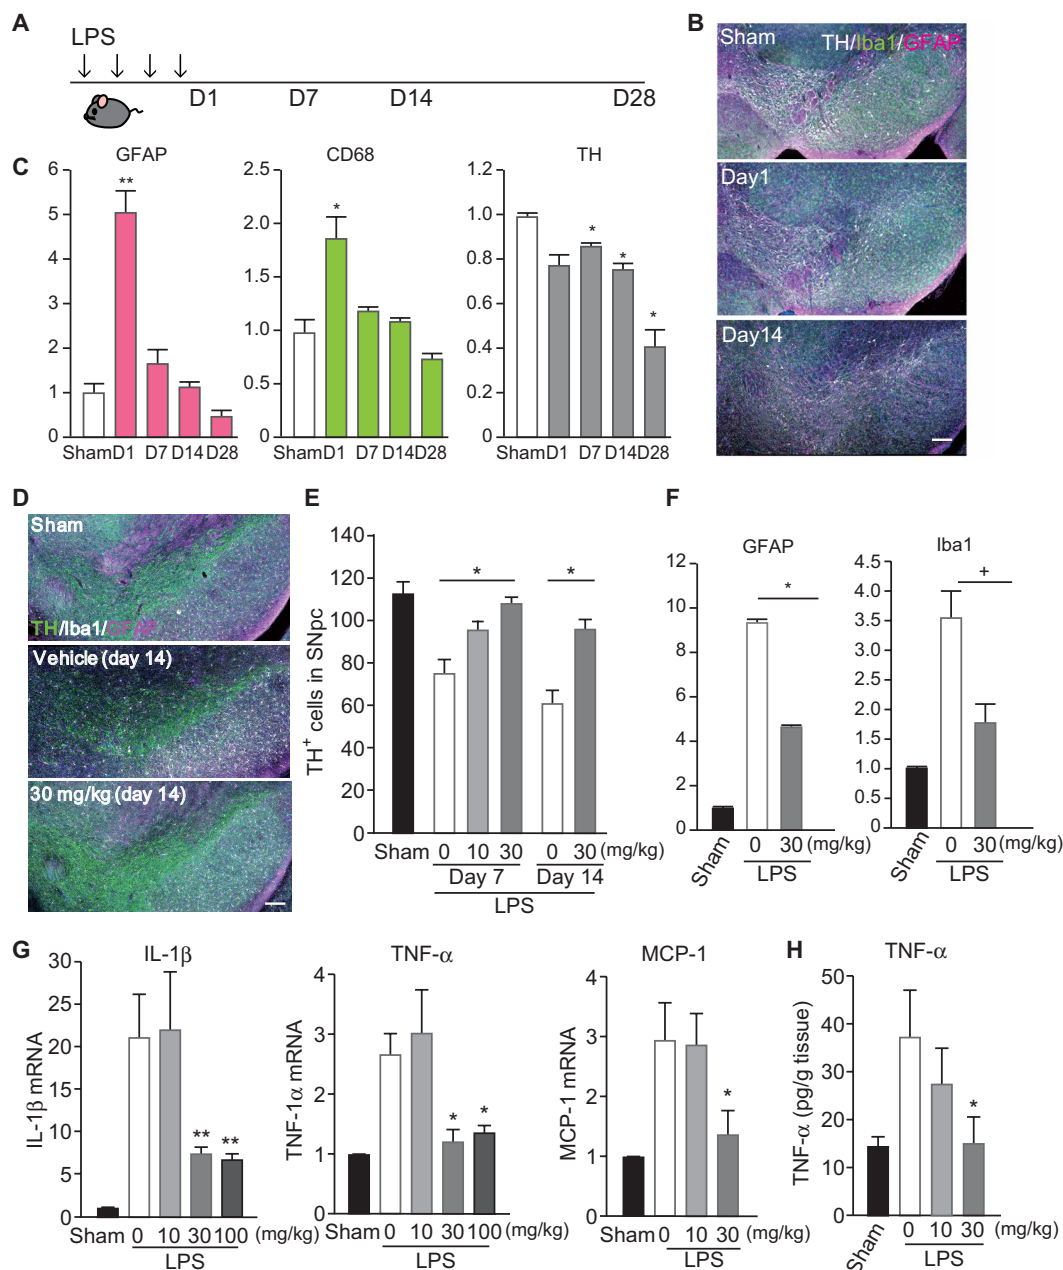 A
LPS
D1 D7 D14 D28
B
Sham
TH/Iba1/GFAP
Day1
Day14
C
GFAP
6
5
4
3
2
1
0
**
Sham D1 D7 D14 D28
CD68
2.5
2.0
1.5
1.0
0.5
0
*
Sham D1 D7 D14 D28
TH
1.2
1.0
0.8
0.6
0.4
0.2
0
* * *
Sham D1 D7 D14 D28
D
Sham
TH/Iba1/GFAP
Vehicle (day 14)
30 mg/kg (day 14)
E
TH+ cells in SNpc
140
120
100
80
60
40
20
0
* *
Sham 0 10 30 0 30 (mg/kg)
Day 7 Day 14
LPS
F
GFAP
12
10
8
6
4
2
0
*
Sham 0 30 (mg/kg)
LPS
Iba1
4.5
4.0
3.5
3.0
2.5
2.0
1.5
1.0
0.5
0
+
Sham 0 30 (mg/kg)
LPS
G
IL-1β
IL-1β mRNA
30
25
20
15
10
5
0
** **
Sham 0 10 30 100 (mg/kg)
LPS
TNF-α
TNF-1α mRNA
4
3
2
1
0
* *
Sham 0 10 30 100 (mg/kg)
LPS
MCP-1
MCP-1 mRNA
4
3
2
1
0
*
Sham 0 10 30 (mg/kg)
LPS
H
TNF-α
TNF-α (pg/g tissue)
50
40
30
20
10
0
*
Sham 0 10 30 (mg/kg)
LPS